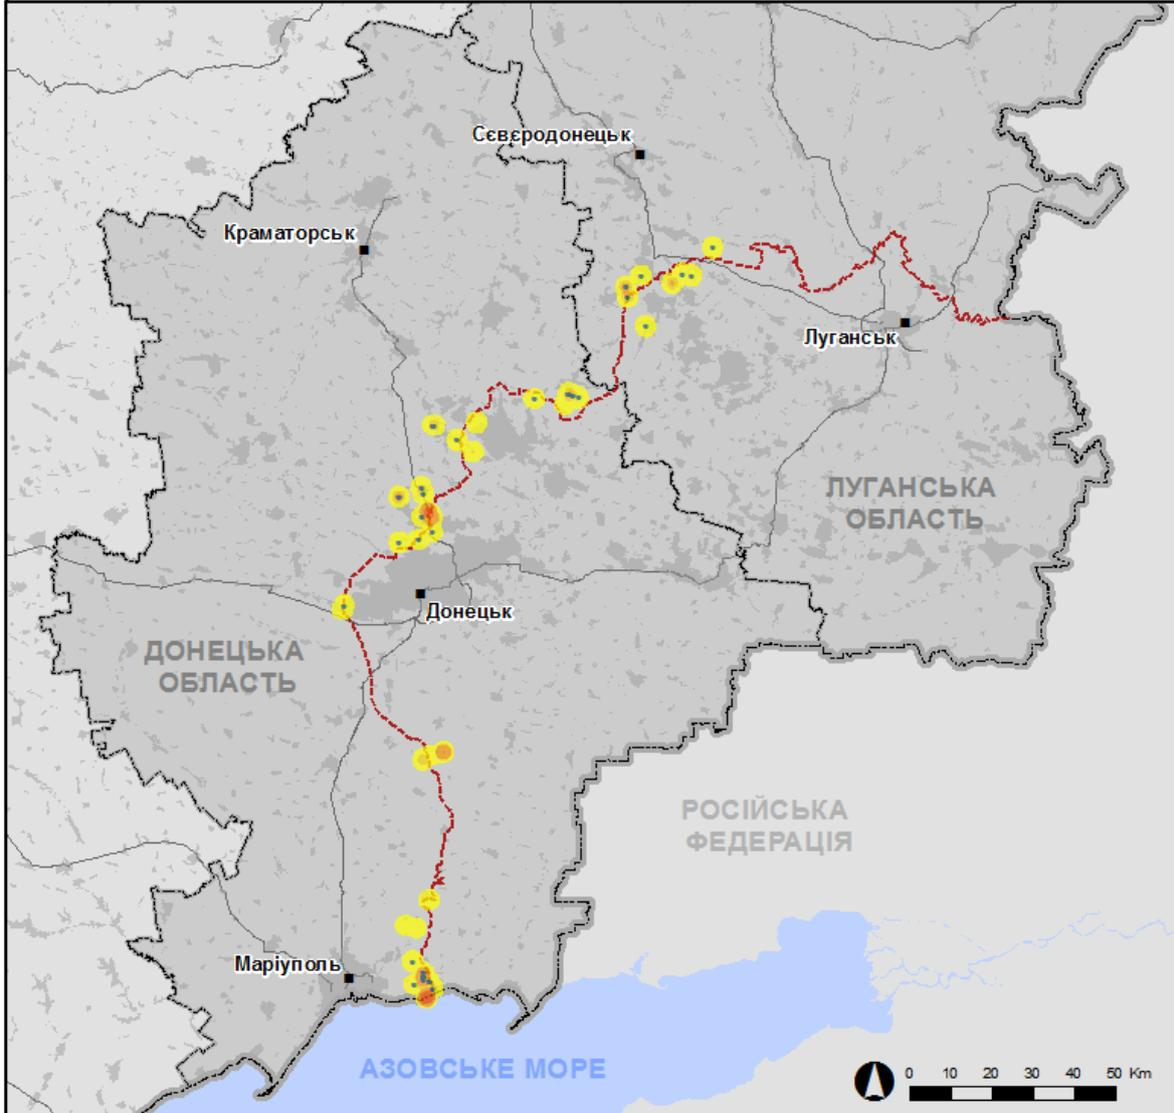 Сєвєродонецьк
Краматорськ
Луганськ
ЛУГАНСЬКА
ОБЛАСТЬ
Донецьк
ДОНЕЦЬКА
ОБЛАСТЬ
РОСІЙСЬКА
ФЕДЕРАЦІЯ
Маріуполь
АЗОВСЬКЕ МОРЕ
0 10 20 30 40 50 Km